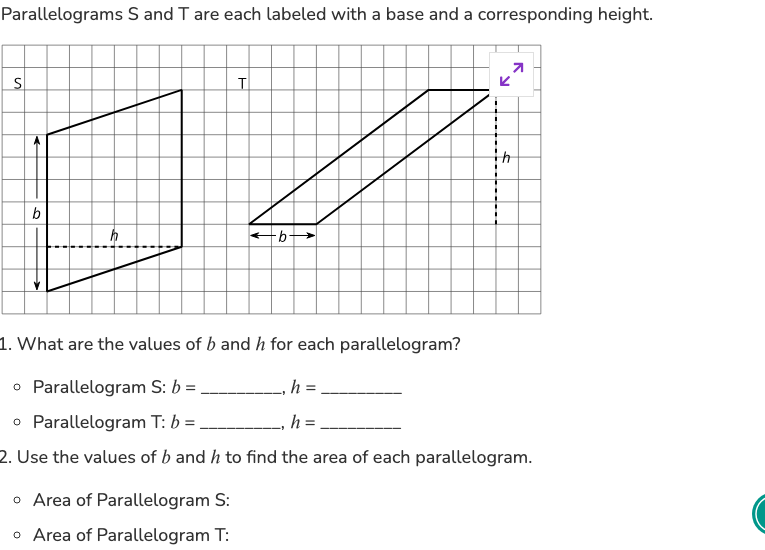 Parallelograms S and T are each labeled with a base and a corresponding height.
S
T
h
b
h
b
1. What are the values of b and h for each parallelogram?
Parallelogram S: b = _________, h = _________
Parallelogram T: b = _________, h = _________
2. Use the values of b and h to find the area of each parallelogram.
Area of Parallelogram S:
Area of Parallelogram T: